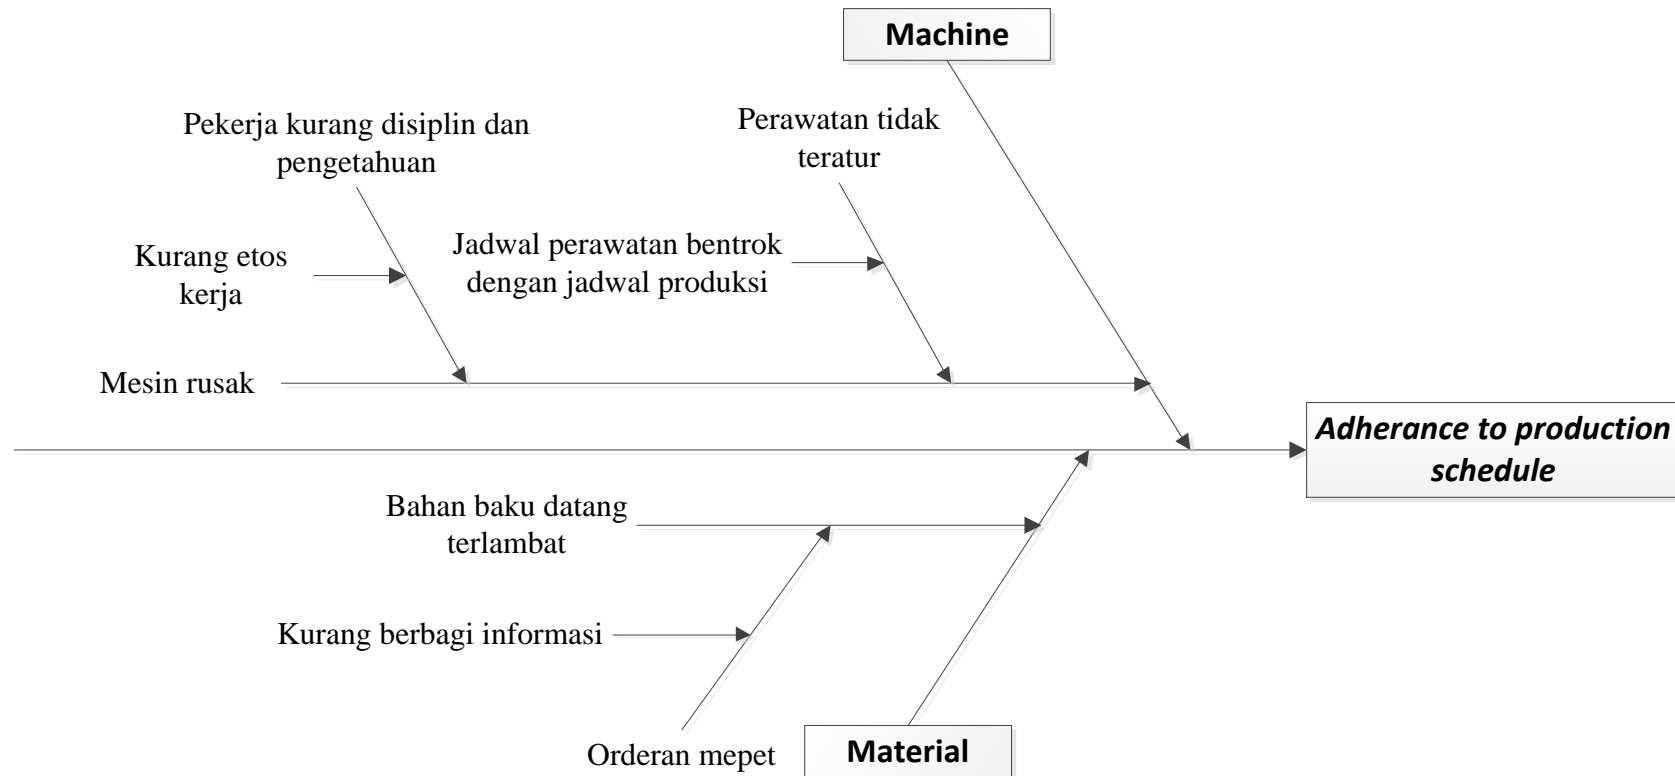 Machine
Pekerja kurang disiplin dan
pengetahuan
Perawatan tidak
teratur
Kurang etos
kerja
Jadwal perawatan bentrok
dengan jadwal produksi
Mesin rusak
Adherance to production
schedule
Bahan baku datang
terlambat
Kurang berbagi informasi
Orderan mepet
Material